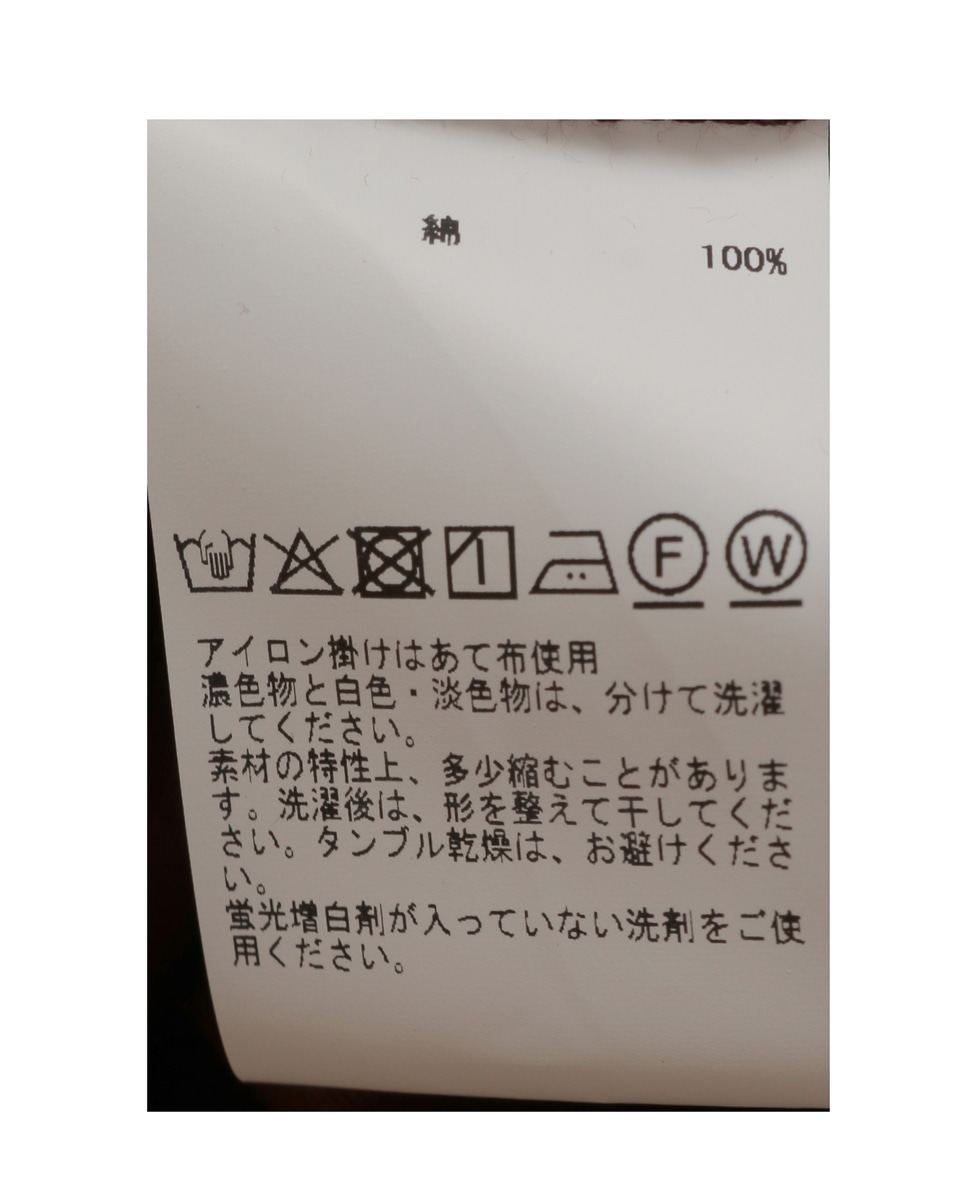 綿
100%
F W
アイロン掛けはあて布使用
濃色物と白色・淡色物は、分けて洗濯
してください。
素材の特性上、多少縮むことがありま
す。洗濯後は、形を整えて干してくだ
さい。タンブル乾燥は、お避けくださ
い。
蛍光増白剤が入っていない洗剤をご使
用ください。